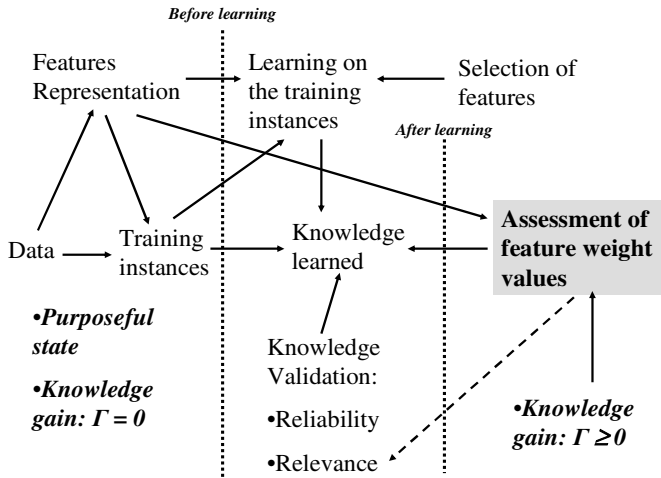 Before learning
Features
Representation
Learning on
the training
instances
Selection of
features
After learning
Data
Training
instances
Knowledge
learned
Assessment of
feature weight
values
•Purposeful
state
•Knowledge
gain: Γ = 0
Knowledge
Validation:
•Reliability
•Relevance
•Knowledge
gain: Γ ≥ 0